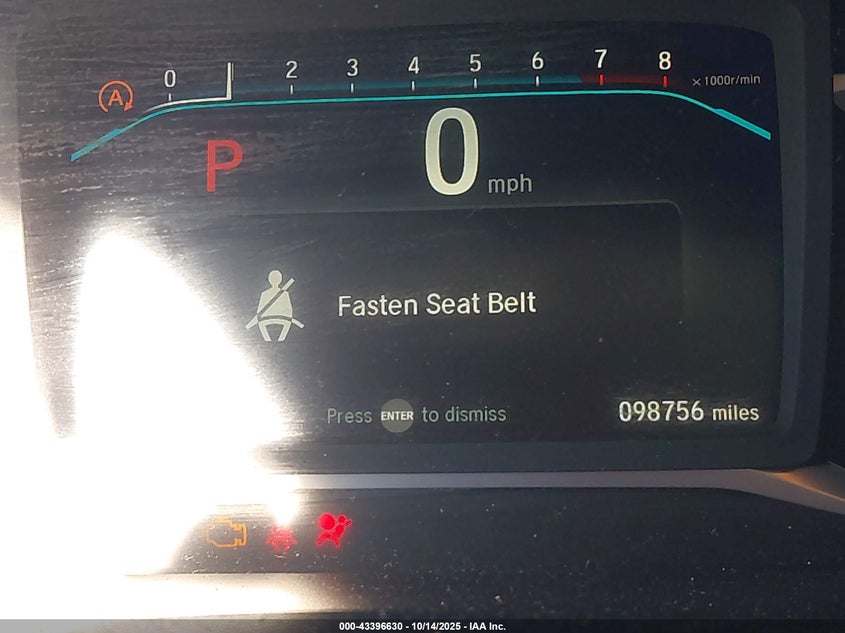 0 2 3 4 5 6 7 8 ×1000r/min
A
P 0 mph
Fasten Seat Belt
Press ENTER to dismiss
098756 miles
000-43396630 - 10/14/2025 - IAA Inc.